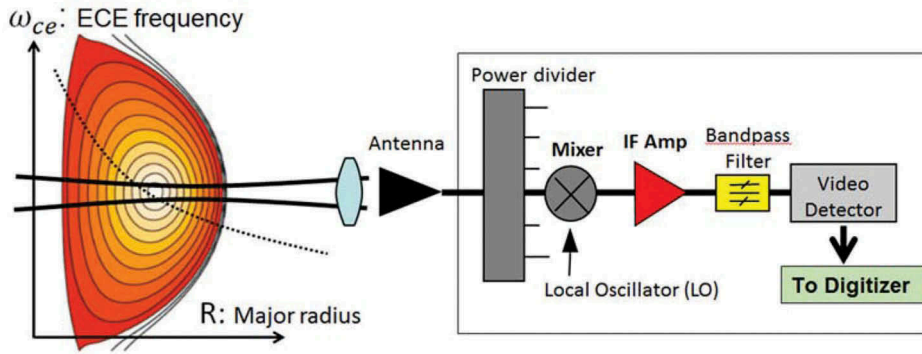 ω_ce: ECE frequency
Power divider
Antenna
Mixer
IF Amp
Bandpass
Filter
Video
Detector
Local Oscillator (LO)
To Digitizer
R: Major radius